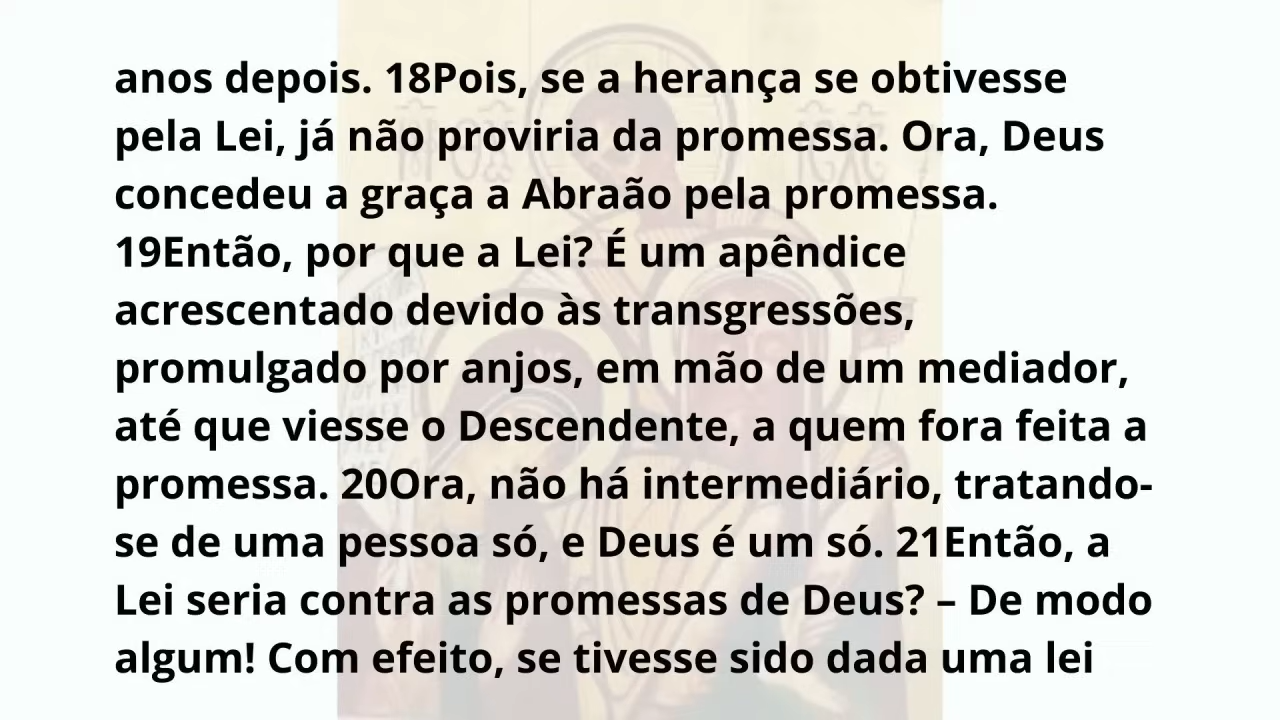 anos depois. 18Pois, se a herança se obtivesse
pela Lei, já não proviria da promessa. Ora, Deus
concedeu a graça a Abraão pela promessa.
19Então, por que a Lei? É um apêndice
acrescentado devido às transgressões,
promulgado por anjos, em mão de um mediador,
até que viesse o Descendente, a quem fora feita a
promessa. 20Ora, não há intermediário, tratando-
se de uma pessoa só, e Deus é um só. 21Então, a
Lei seria contra as promessas de Deus? – De modo
algum! Com efeito, se tivesse sido dada uma lei